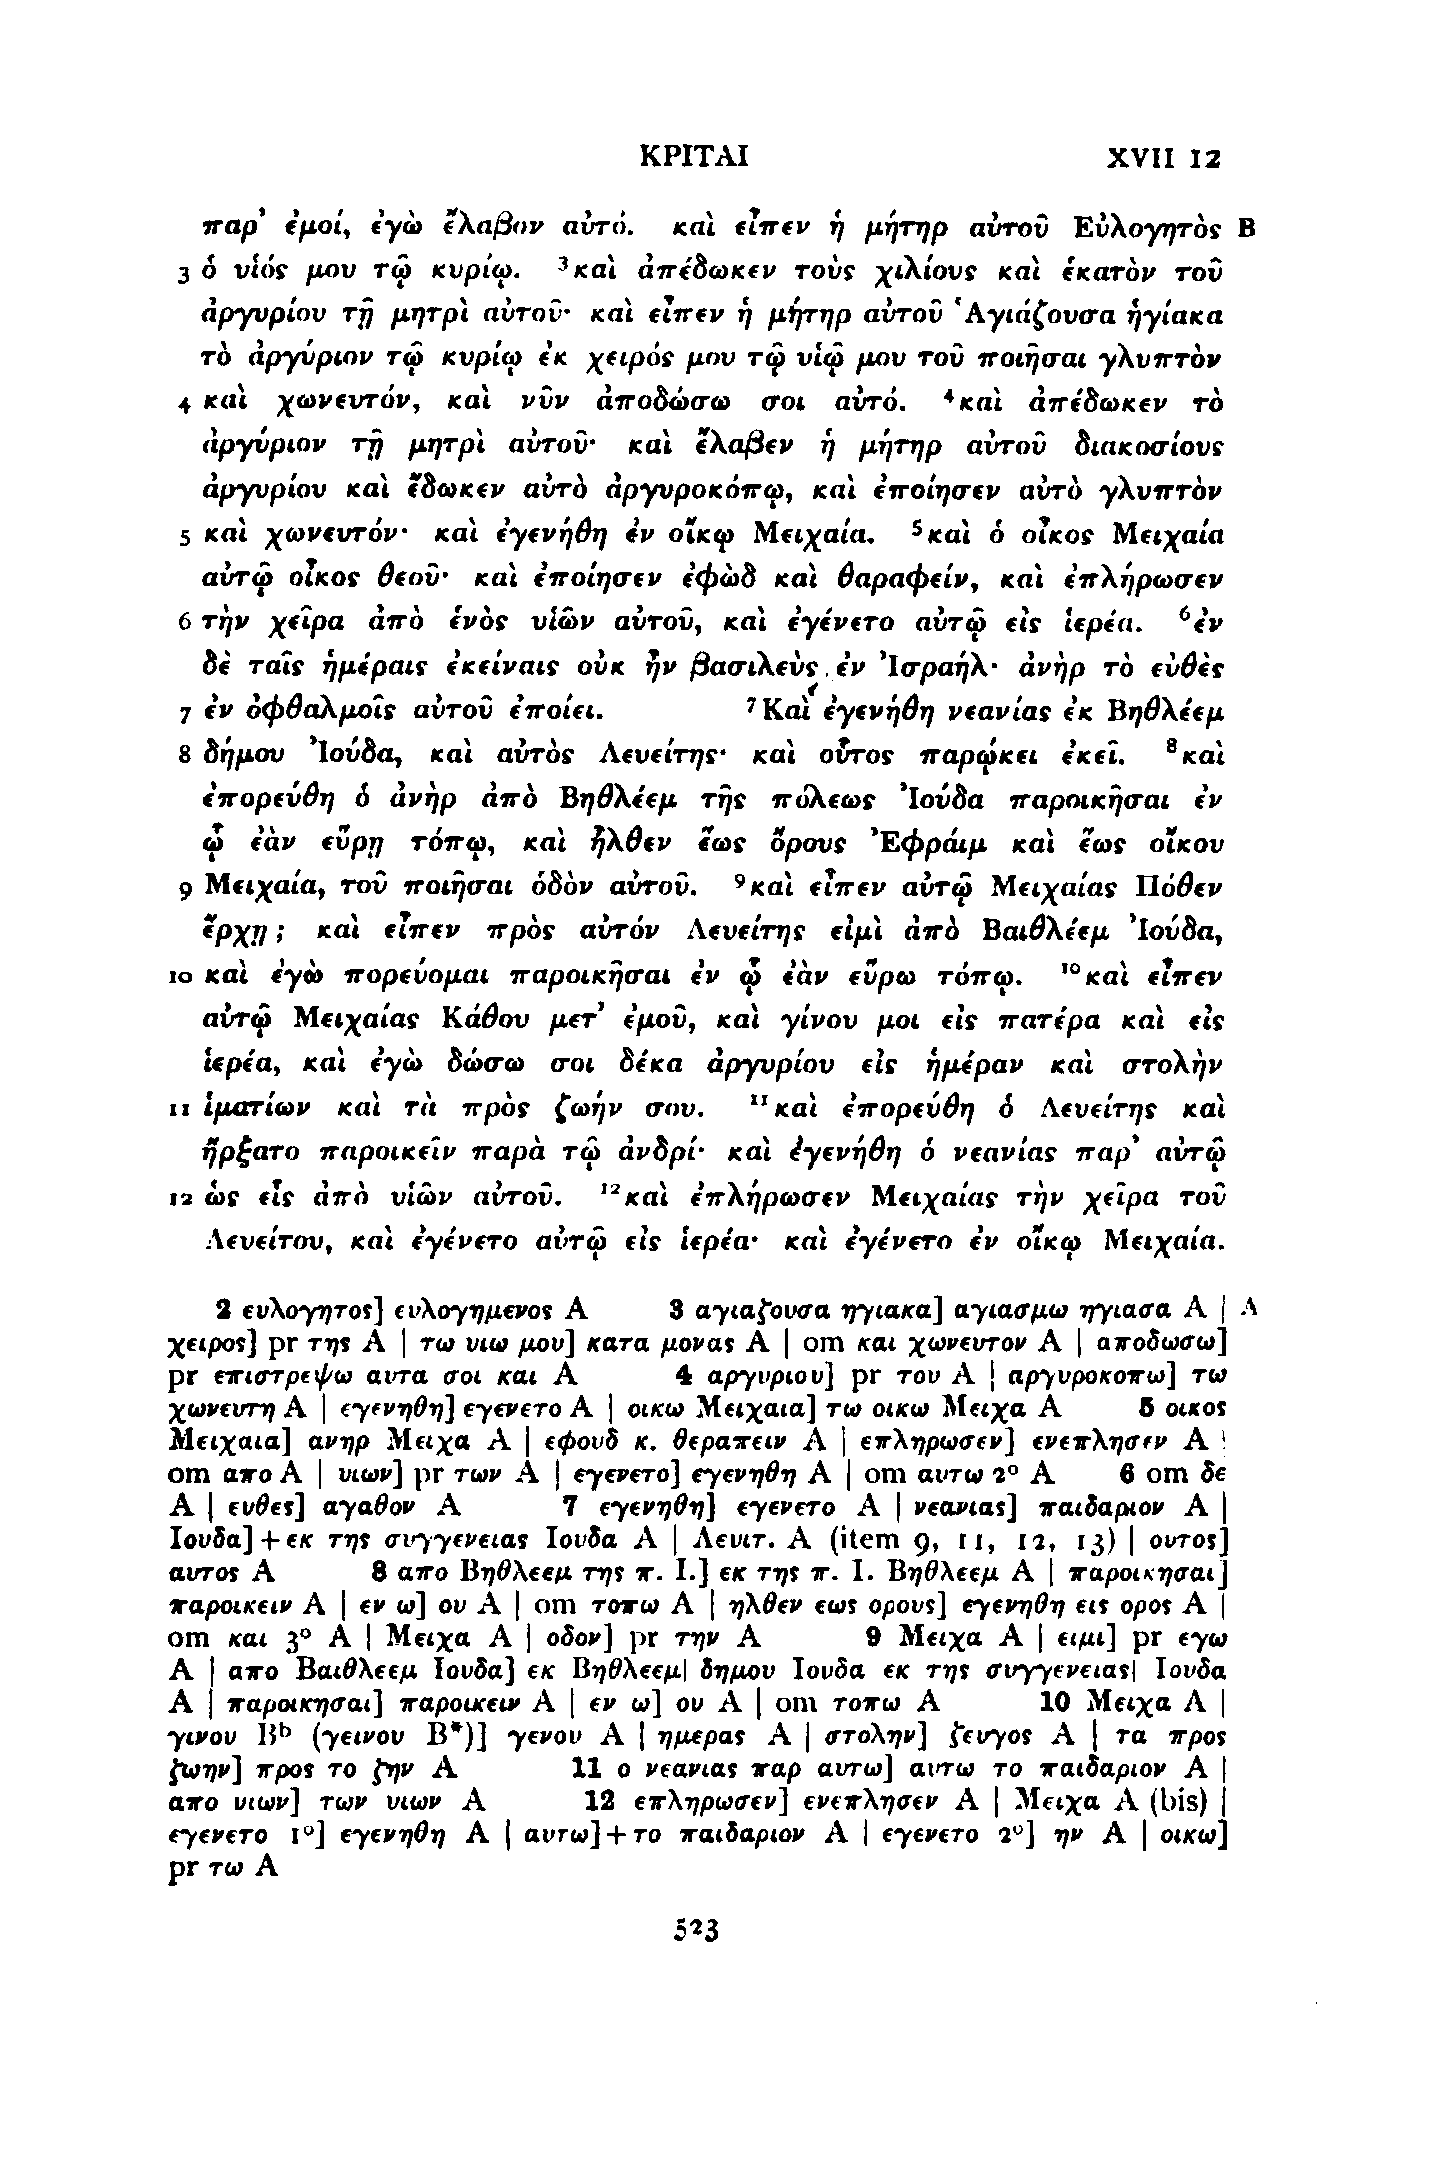 ΚΡΙΤΑΙ XVII 12
παρ’ ἐμοί, ἐγὼ ἔλαβον αὐτό. καὶ εἶπεν ἡ μήτηρ αὐτοῦ Εὐλογητὸς B
3 ὁ υἱός μου τῷ κυρίῳ. ³καὶ ἀπέδωκεν τοὺς χιλίους καὶ ἑκατὸν τοῦ
ἀργυρίου τῇ μητρὶ αὐτοῦ· καὶ εἶπεν ἡ μήτηρ αὐτοῦ Ἁγιάζουσα ἡγίακα
τὸ ἀργύριον τῷ κυρίῳ ἐκ χειρός μου τῷ υἱῷ μου τοῦ ποιῆσαι γλυπτὸν
4 καὶ χωνευτόν, καὶ νῦν ἀποδώσω σοι αὐτό. ⁴καὶ ἀπέδωκεν τὸ
ἀργύριον τῇ μητρὶ αὐτοῦ· καὶ ἔλαβεν ἡ μήτηρ αὐτοῦ διακοσίους
ἀργυρίου καὶ ἔδωκεν αὐτὸ ἀργυροκόπῳ, καὶ ἐποίησεν αὐτὸ γλυπτὸν
5 καὶ χωνευτόν· καὶ ἐγενήθη ἐν οἴκῳ Μειχαία. ⁵καὶ ὁ οἶκος Μειχαία
αὐτῷ οἶκος θεοῦ· καὶ ἐποίησεν ἐφὼδ καὶ θαραφείν, καὶ ἐπλήρωσεν
6 τὴν χεῖρα ἀπὸ ἑνὸς υἱῶν αὐτοῦ, καὶ ἐγένετο αὐτῷ εἰς ἱερέα. ⁶ἐν
δὲ ταῖς ἡμέραις ἐκείναις οὐκ ἦν βασιλεὺς ἐν Ἰσραήλ· ἀνὴρ τὸ εὐθὲς
7 ἐν ὀφθαλμοῖς αὐτοῦ ἐποίει. ⁷Καὶ ἐγενήθη νεανίας ἐκ Βηθλέεμ
8 δήμου Ἰούδα, καὶ αὐτὸς Λευείτης· καὶ οὗτος παρῴκει ἐκεῖ. ⁸καὶ
ἐπορεύθη ὁ ἀνὴρ ἀπὸ Βηθλέεμ τῆς πόλεως Ἰούδα παροικῆσαι ἐν
ᾧ ἐὰν εὕρῃ τόπῳ, καὶ ἦλθεν ἕως ὄρους Ἐφράιμ καὶ ἕως οἴκου
9 Μειχαία, τοῦ ποιῆσαι ὁδὸν αὐτοῦ. ⁹καὶ εἶπεν αὐτῷ Μειχαίας Πόθεν
ἔρχῃ; καὶ εἶπεν πρὸς αὐτόν Λευείτης εἰμὶ ἀπὸ Βαιθλέεμ Ἰούδα,
10 καὶ ἐγὼ πορεύομαι παροικῆσαι ἐν ᾧ ἐὰν εὕρω τόπῳ. ¹⁰καὶ εἶπεν
αὐτῷ Μειχαίας Κάθου μετ’ ἐμοῦ, καὶ γίνου μοι εἰς πατέρα καὶ εἰς
ἱερέα, καὶ ἐγὼ δώσω σοι δέκα ἀργυρίου εἰς ἡμέραν καὶ στολὴν
11 ἱματίων καὶ τὰ πρὸς ζωήν σου. ¹¹καὶ ἐπορεύθη ὁ Λευείτης καὶ
ἤρξατο παροικεῖν παρὰ τῷ ἀνδρί· καὶ ἐγενήθη ὁ νεανίας παρ’ αὐτῷ
12 ὡς εἷς ἀπὸ υἱῶν αὐτοῦ. ¹²καὶ ἐπλήρωσεν Μειχαίας τὴν χεῖρα τοῦ
Λευείτου, καὶ ἐγένετο αὐτῷ εἰς ἱερέα· καὶ ἐγένετο ἐν οἴκῳ Μειχαία.
2 ευλογητος] ευλογημενος A 3 αγιαζουσα ηγιακα] αγιασμω ηγιασα A | A
χειρος] pr της A | τω υιω μου] κατα μονας A | om και χωνευτον A | αποδωσω]
pr επιστρεψω αυτα σοι και A 4 αργυριου] pr του A | αργυροκοπω] τω
χωνευτη A | εγενηθη] εγενετο A | οικω Μειχαια] τω οικω Μειχα A 5 οικος
Μειχαια] ανηρ Μειχα A | εφουδ κ. θεραπειν A | επληρωσεν] ενεπλησεν A |
om απο A | υιων] pr των A | εγενετο] εγενηθη A | om αυτω 2º A 6 om δε
A | ευθες] αγαθον A 7 εγενηθη] εγενετο A | νεανιας] παιδαριον A |
Ιουδα] + εκ της συγγενειας Ιουδα A | Λευιτ. A (item 9, 11, 12, 13) | ουτος]
αυτος A 8 απο Βηθλεεμ της π. Ι.] εκ της π. Ι. Βηθλεεμ A | παροικησαι]
παροικειν A | εν ω] ου A | om τοπω A | ηλθεν εως ορους] εγενηθη εις ορος A |
om και 3º A | Μειχα A | οδον] pr την A 9 Μειχα A | ειμι] pr εγω
A | απο Βαιθλεεμ Ιουδα] εκ Βηθλεεμ| δημου Ιουδα εκ της συγγενειας| Ιουδα
A | παροικησαι] παροικειν A | εν ω] ου A | om τοπω A 10 Μειχα A |
γινου Bᵇ (γεινου B*)] γενου A | ημερας A | στολην] ζευγος A | τα προς
ζωην] προς το ζην A 11 ο νεανιας παρ αυτω] αυτω το παιδαριον A |
απο υιων] των υιων A 12 επληρωσεν] ενεπλησεν A | Μειχα A (bis) |
εγενετο 1º] εγενηθη A | αυτω] + το παιδαριον A | εγενετο 2º] ην A | οικω]
pr τω A
523